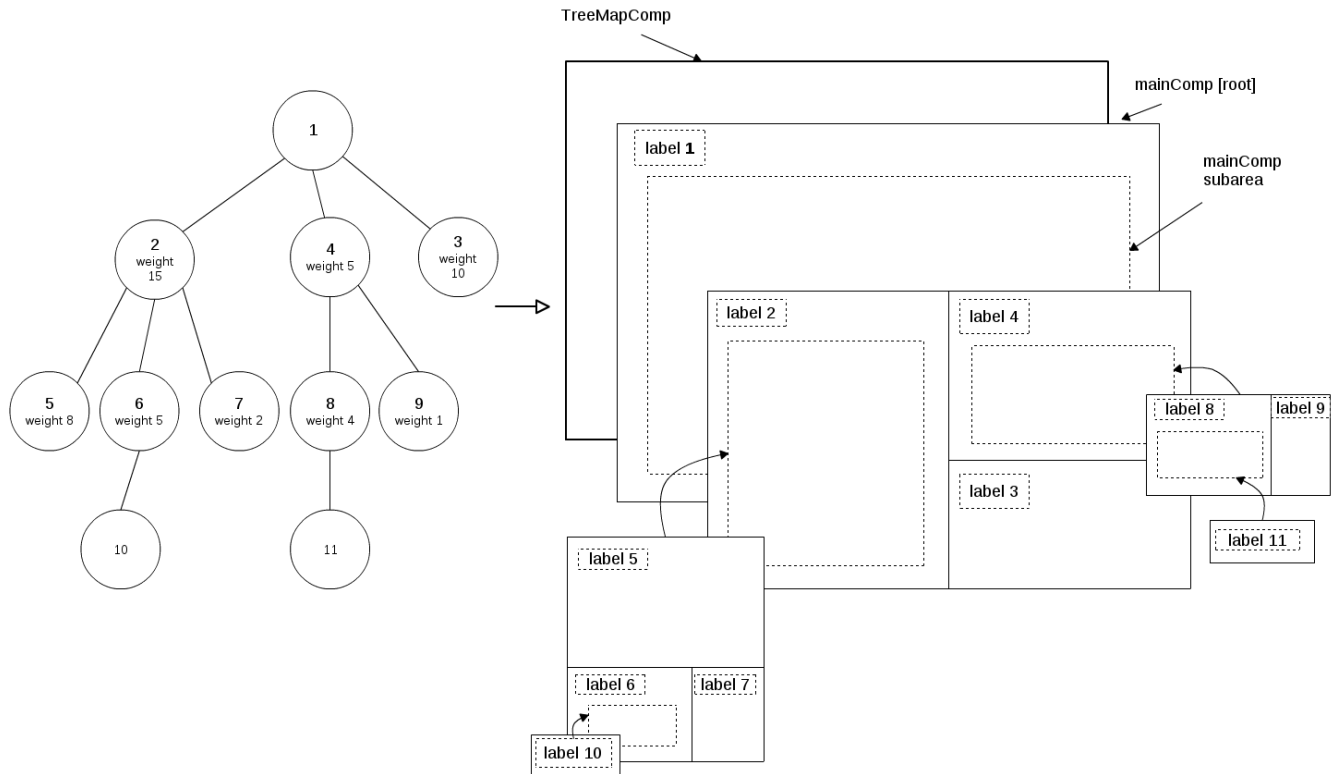 TreeMapComp
mainComp [root]
mainComp
subarea
1
2
weight
15
4
weight 5
3
weight
10
5
weight 8
6
weight 5
7
weight 2
8
weight 4
9
weight 1
10
11
label 1
label 2
label 4
label 3
label 8
label 9
label 11
label 5
label 6
label 7
label 10